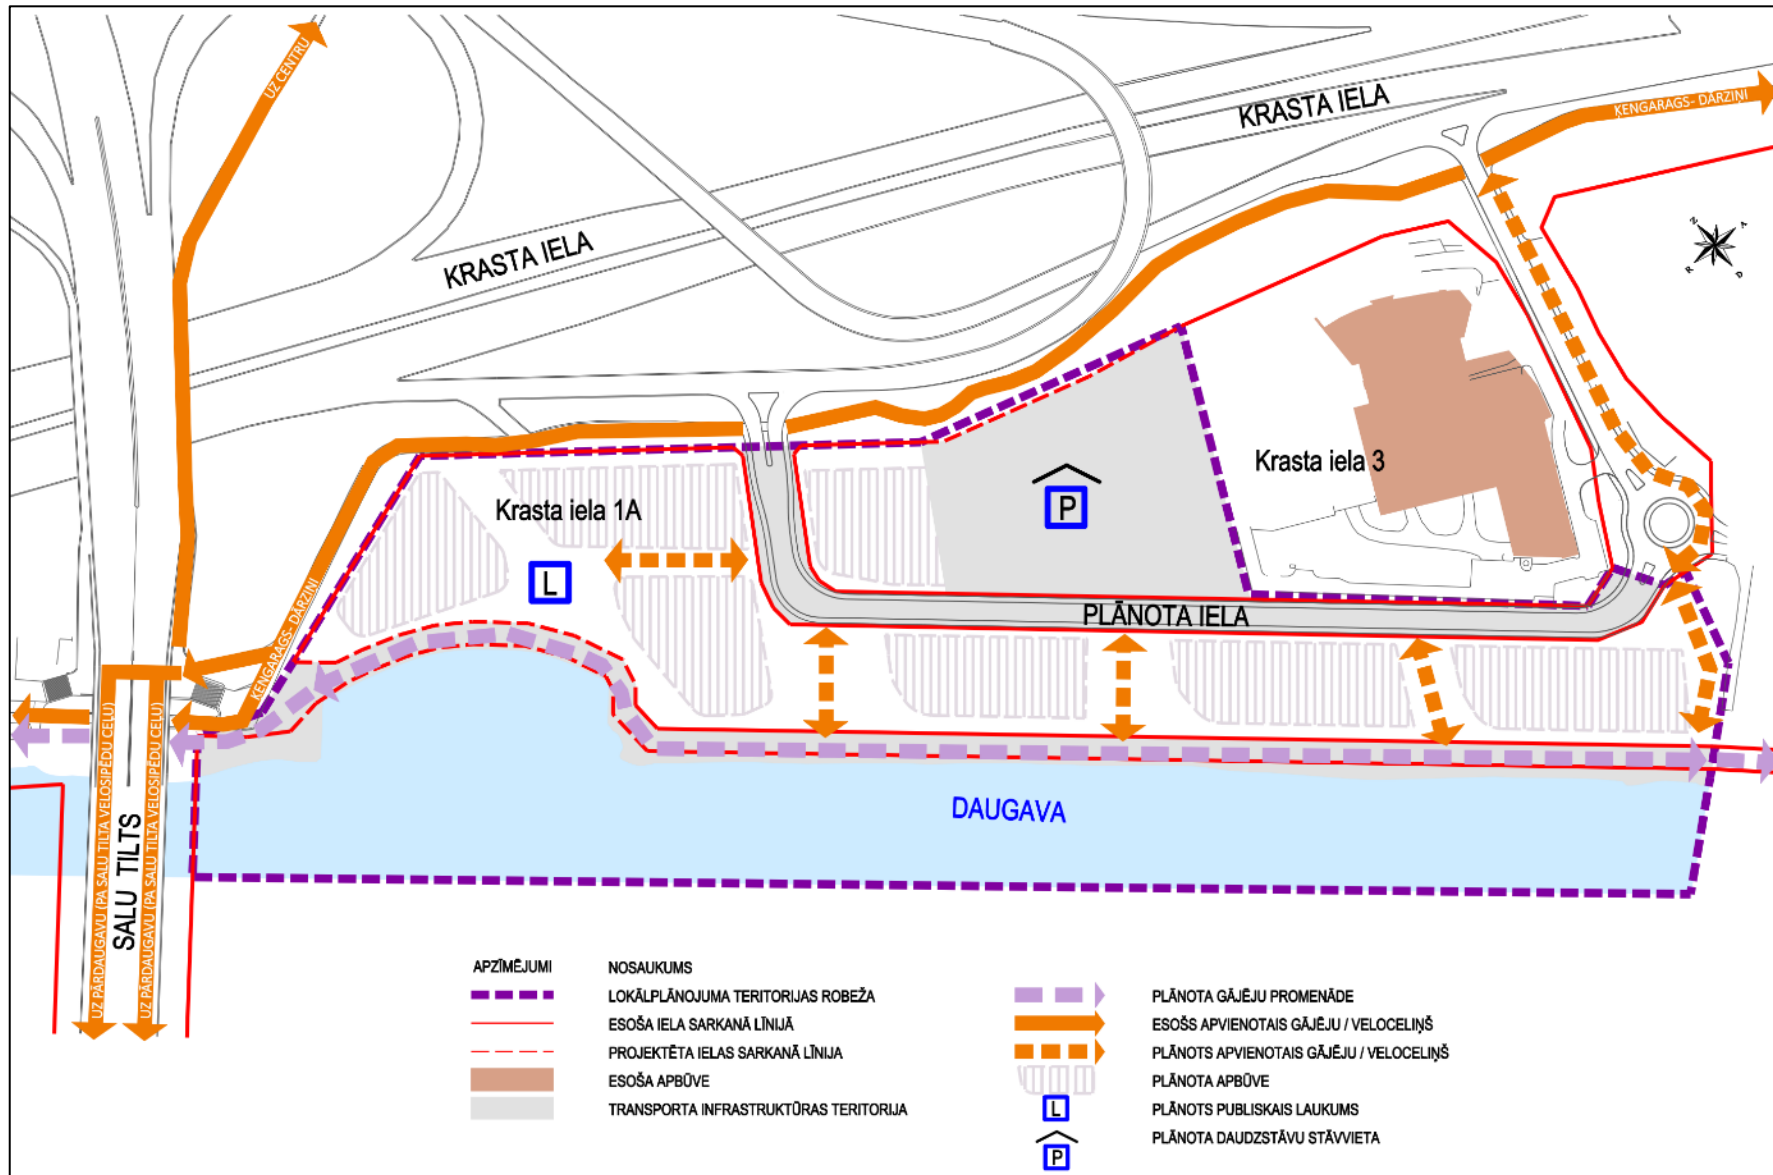 UZ CENTRU
KRASTA IELA
KRASTA IELA
ĶENGARAGS- DĀRZIŅI
Z
A
R
D
Krasta iela 1A
L
P
Krasta iela 3
PLĀNOTA IELA
ĶENGARAGS- DĀRZIŅI
DAUGAVA
SALU TILTS
UZ PĀRDAUGAVU (PA SALU TILTA VELOSIPĒDU CEĻU)
UZ PĀRDAUGAVU (PA SALU TILTA VELOSIPĒDU CEĻU)
APZĪMĒJUMI NOSAUKUMS
LOKĀLPLĀNOJUMA TERITORIJAS ROBEŽA
ESOŠA IELA SARKANĀ LĪNIJĀ
PROJEKTĒTA IELAS SARKANĀ LĪNIJA
ESOŠA APBŪVE
TRANSPORTA INFRASTRUKTŪRAS TERITORIJA
PLĀNOTA GĀJĒJU PROMENĀDE
ESOŠS APVIENOTAIS GĀJĒJU / VELOCELIŅŠ
PLĀNOTS APVIENOTAIS GĀJĒJU / VELOCELIŅŠ
PLĀNOTA APBŪVE
L PLĀNOTS PUBLISKAIS LAUKUMS
P PLĀNOTA DAUDZSTĀVU STĀVVIETA